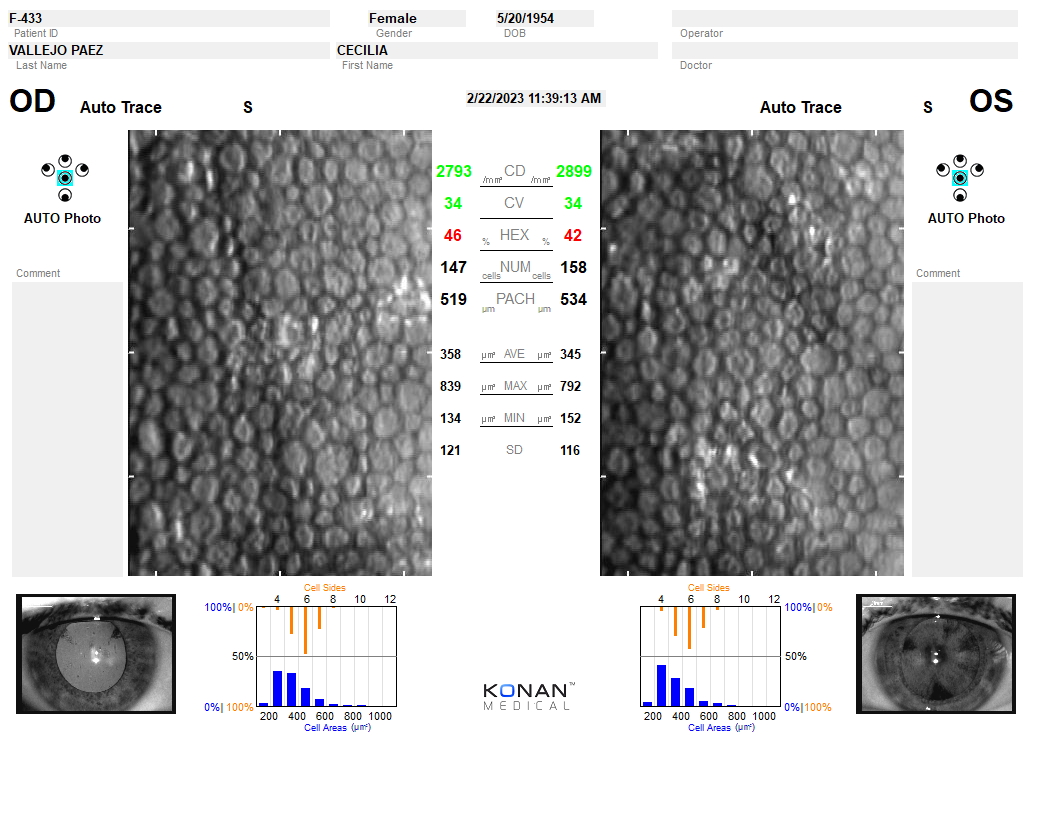 F-433 Female 5/20/1954
Patient ID Gender DOB Operator
VALLEJO PAEZ CECILIA
Last Name First Name Doctor
OD Auto Trace S 2/22/2023 11:39:13 AM Auto Trace S OS
2793 /mm² CD /mm² 2899
34 CV 34
46 % HEX % 42
147 cells NUM cells 158
519 µm PACH µm 534
358 µm² AVE µm² 345
839 µm² MAX µm² 792
134 µm² MIN µm² 152
121 SD 116
AUTO Photo AUTO Photo
Comment Comment
Cell Sides Cell Sides
4 6 8 10 12 4 6 8 10 12
100%| 0% 100%|0%
50% 50%
0%| 100% 0%|100%
200 400 600 800 1000 200 400 600 800 1000
Cell Areas (µm²) Cell Areas (µm²)
KONAN™
MEDICAL